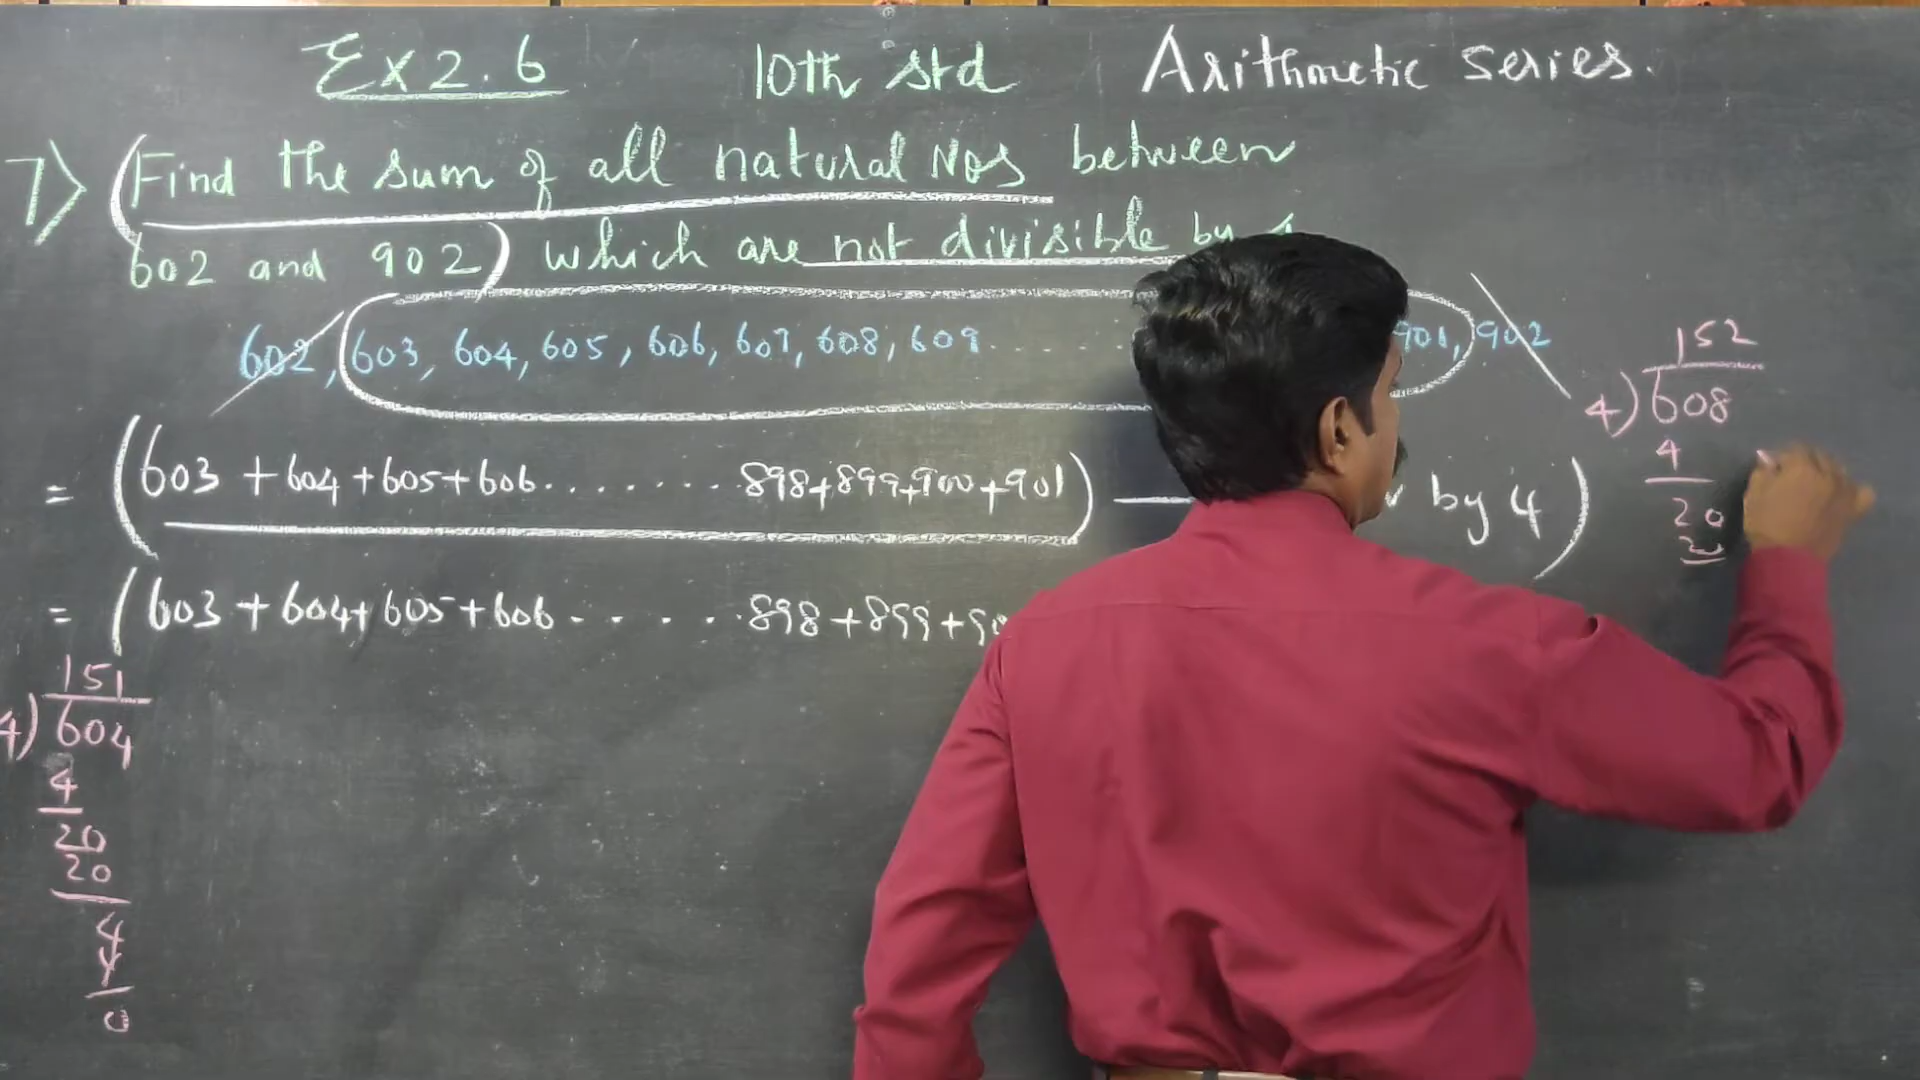 Ex 2.6 10th std Arithmetic series.
7) (Find the sum of all natural Nos between
602 and 902) which are not divisible by
602, 603, 604, 605, 606, 607, 608, 609 ........ 901, 902
= (603 + 604 + 605 + 606 ........ 898 + 899 + 900 + 901) — by 4)
= (603 + 604 + 605 + 606 ...... 898 + 899 +
151
4) 604
4
20
20
4
4
0
152
4) 608
4
20
20